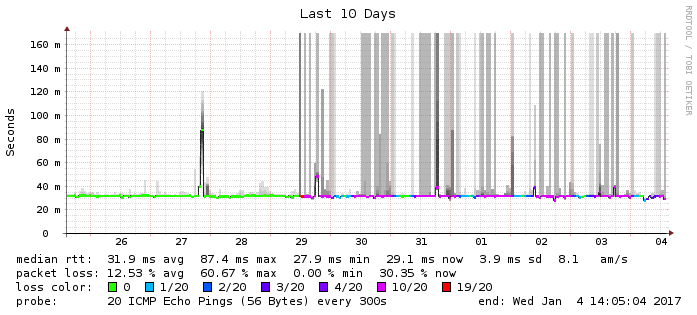 Last 10 Days
RRDTOOL / TOBI OETIKER
Seconds
160 m
140 m
120 m
100 m
80 m
60 m
40 m
20 m
0
26 27 28 29 30 31 01 02 03 04
median rtt: 31.9 ms avg 87.4 ms max 27.9 ms min 29.1 ms now 3.9 ms sd 8.1 am/s
packet loss: 12.53 % avg 60.67 % max 0.00 % min 30.35 % now
loss color: 0 1/20 2/20 3/20 4/20 10/20 19/20
probe: 20 ICMP Echo Pings (56 Bytes) every 300s end: Wed Jan 4 14:05:04 2017